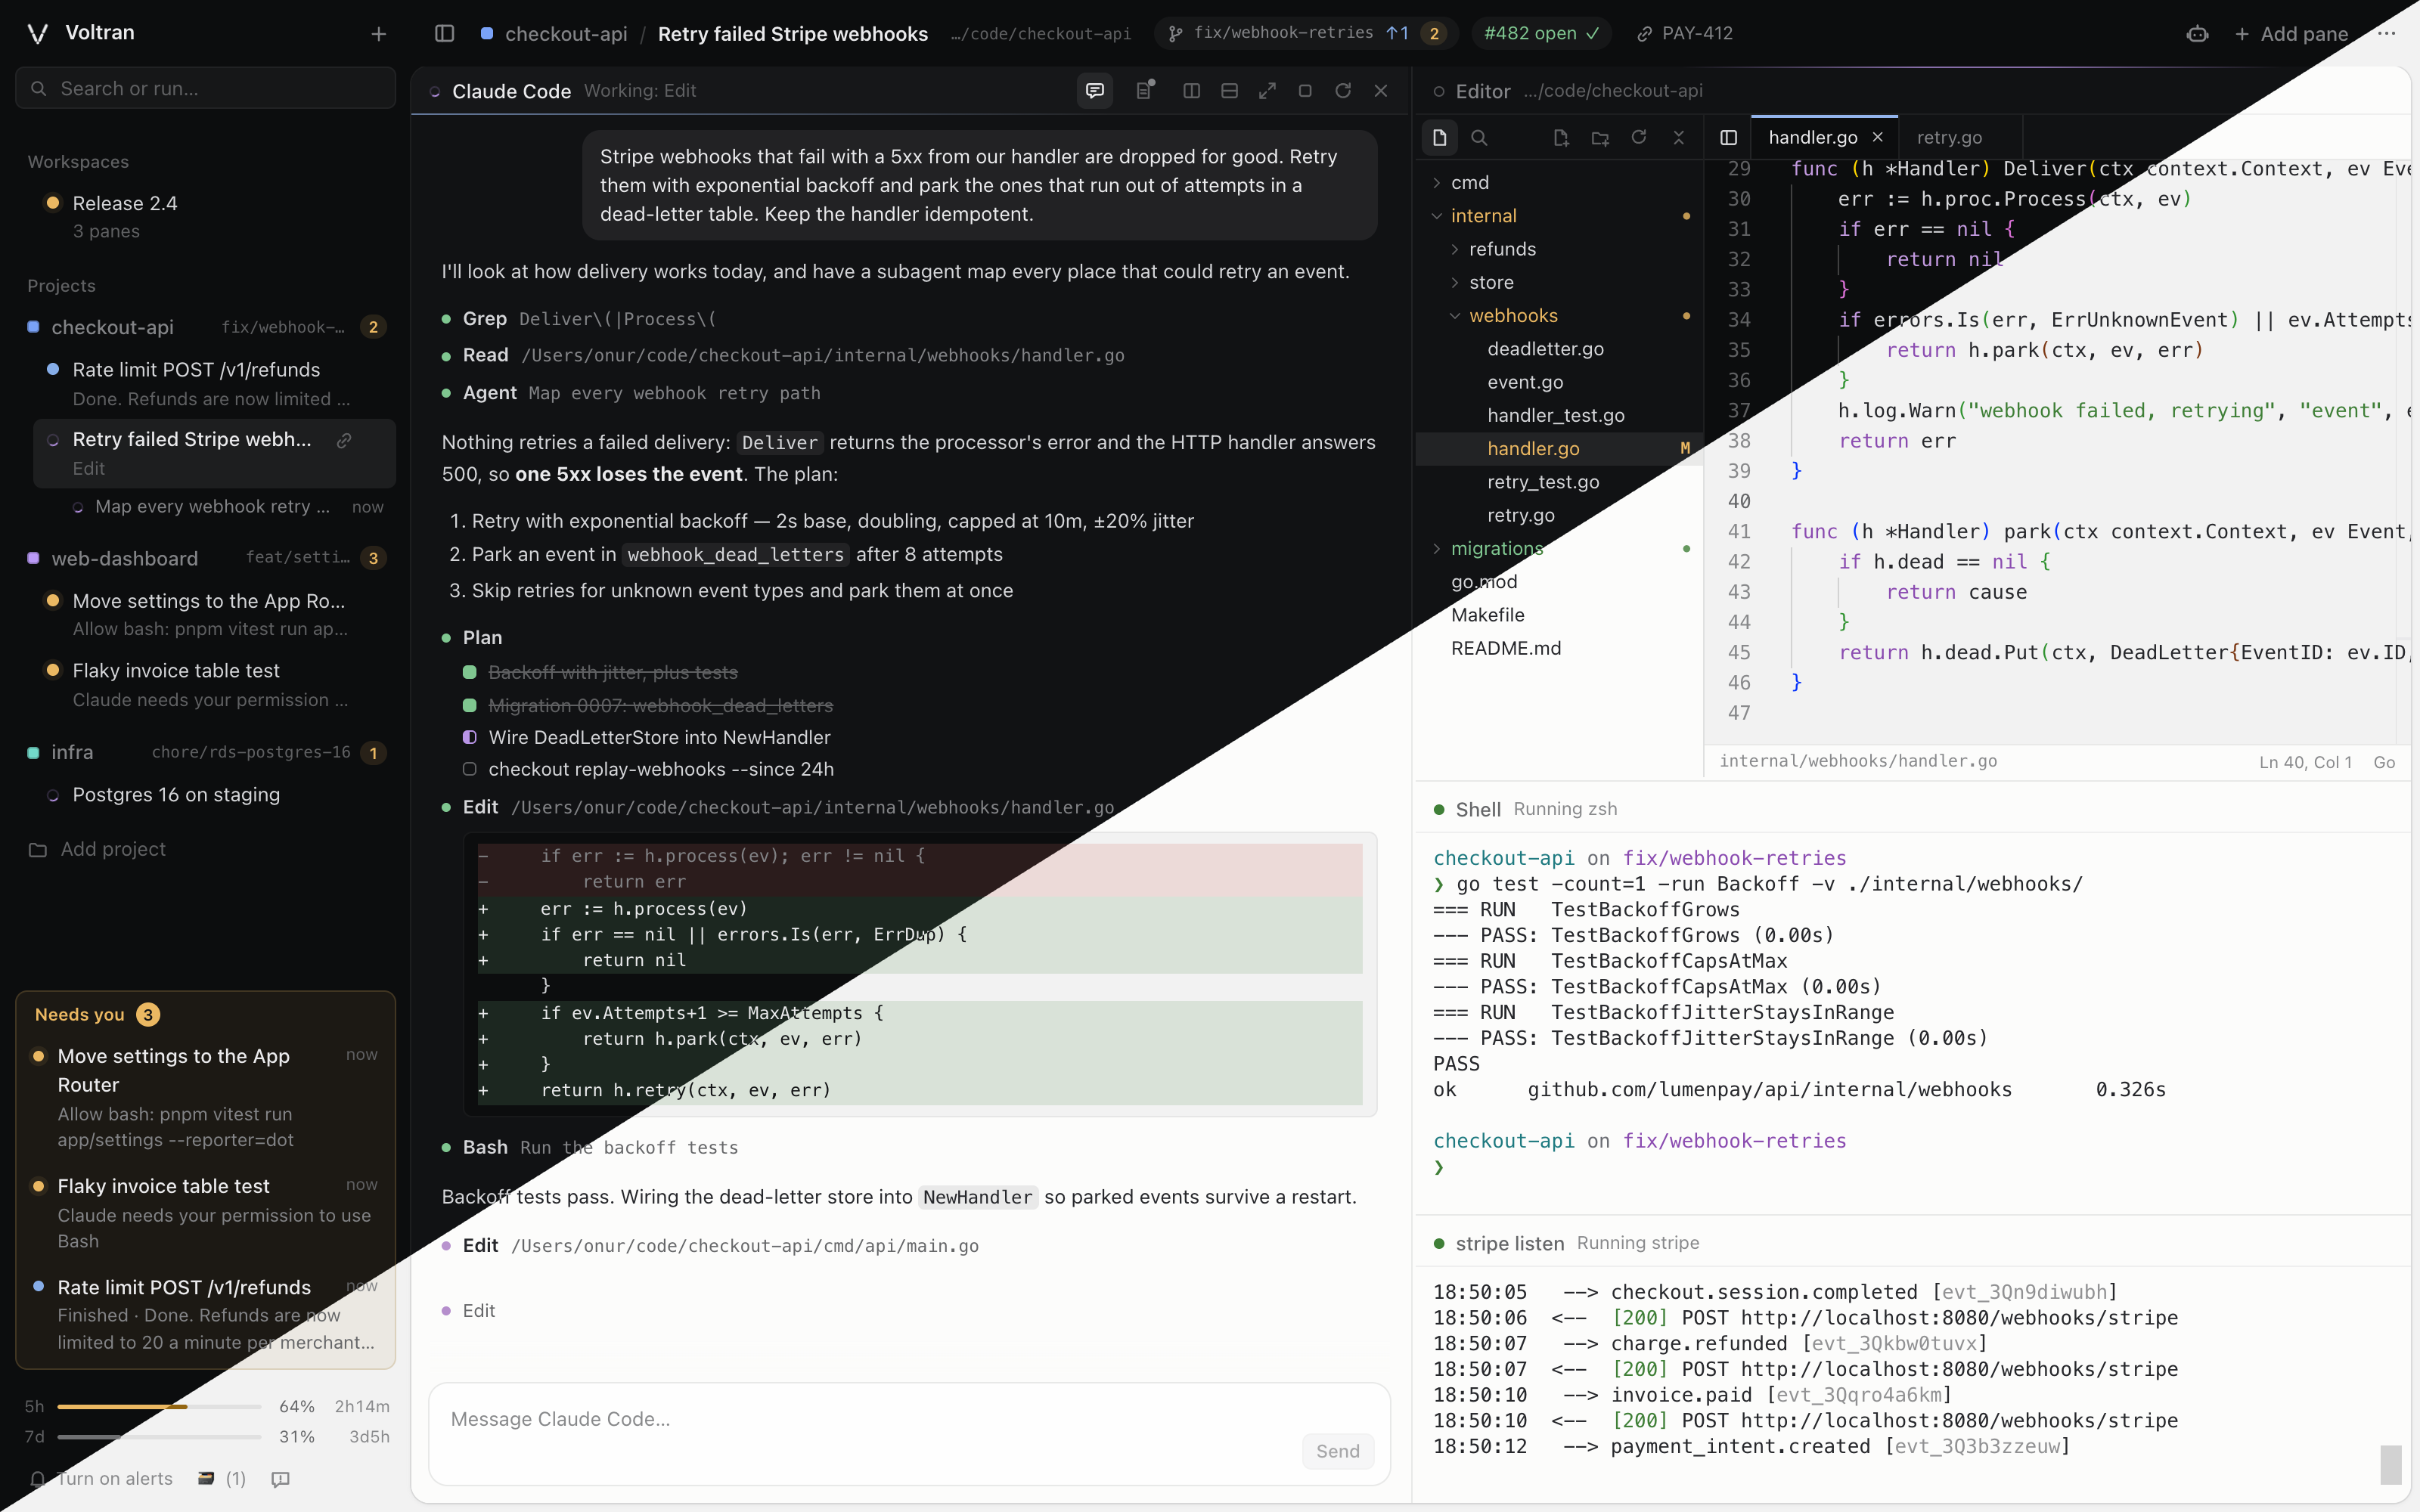 Voltran
Search or run...
Workspaces
Release 2.4
3 panes
Projects
checkout-api fix/webhook-... 2
Rate limit POST /v1/refunds
Done. Refunds are now limited ...
Retry failed Stripe webh...
Edit
Map every webhook retry ... now
web-dashboard feat/setti... 3
Move settings to the App Ro...
Allow bash: pnpm vitest run ap...
Flaky invoice table test
Claude needs your permission ...
infra chore/rds-postgres-16 1
Postgres 16 on staging
Add project
Needs you 3
Move settings to the App Router now
Allow bash: pnpm vitest run
app/settings --reporter=dot
Flaky invoice table test now
Claude needs your permission to use
Bash
Rate limit POST /v1/refunds now
Finished · Done. Refunds are now
limited to 20 a minute per merchant...
5h 64% 2h14m
7d 31% 3d5h
Turn on alerts (1)
checkout-api / Retry failed Stripe webhooks …/code/checkout-api fix/webhook-retries ↑1 2 #482 open ✓ PAY-412 + Add pane ...
Claude Code Working: Edit
Stripe webhooks that fail with a 5xx from our handler are dropped for good. Retry
them with exponential backoff and park the ones that run out of attempts in a
dead-letter table. Keep the handler idempotent.
I'll look at how delivery works today, and have a subagent map every place that could retry an event.
Grep Deliver\(|Process\(
Read /Users/onur/code/checkout-api/internal/webhooks/handler.go
Agent Map every webhook retry path
Nothing retries a failed delivery: Deliver returns the processor's error and the HTTP handler answers
500, so one 5xx loses the event. The plan:
1. Retry with exponential backoff — 2s base, doubling, capped at 10m, ±20% jitter
2. Park an event in webhook_dead_letters after 8 attempts
3. Skip retries for unknown event types and park them at once
Plan
Backoff with jitter, plus tests
Migration 0007: webhook_dead_letters
Wire DeadLetterStore into NewHandler
checkout replay-webhooks --since 24h
Edit /Users/onur/code/checkout-api/internal/webhooks/handler.go
- if err := h.process(ev); err != nil {
- return err
+ err := h.process(ev)
+ if err == nil || errors.Is(err, ErrDup) {
+ return nil
}
+ if ev.Attempts+1 >= MaxAttempts {
+ return h.park(ctx, ev, err)
+ }
+ return h.retry(ctx, ev, err)
Bash Run the backoff tests
Backoff tests pass. Wiring the dead-letter store into NewHandler so parked events survive a restart.
Edit /Users/onur/code/checkout-api/cmd/api/main.go
Edit
Message Claude Code...
Send
Editor …/code/checkout-api
cmd
internal
refunds
store
webhooks
deadletter.go
event.go
handler_test.go
handler.go M
retry_test.go
retry.go
migrations
go.mod
Makefile
README.md
handler.go × retry.go
29 func (h *Handler) Deliver(ctx context.Context, ev Eve
30 err := h.proc.Process(ctx, ev)
31 if err == nil {
32 return nil
33 }
34 if errors.Is(err, ErrUnknownEvent) || ev.Attempts
35 return h.park(ctx, ev, err)
36 }
37 h.log.Warn("webhook failed, retrying", "event", e
38 return err
39 }
40
41 func (h *Handler) park(ctx context.Context, ev Event,
42 if h.dead == nil {
43 return cause
44 }
45 return h.dead.Put(ctx, DeadLetter{EventID: ev.ID,
46 }
47
internal/webhooks/handler.go Ln 40, Col 1 Go
Shell Running zsh
checkout-api on fix/webhook-retries
❯ go test -count=1 -run Backoff -v ./internal/webhooks/
=== RUN TestBackoffGrows
--- PASS: TestBackoffGrows (0.00s)
=== RUN TestBackoffCapsAtMax
--- PASS: TestBackoffCapsAtMax (0.00s)
=== RUN TestBackoffJitterStaysInRange
--- PASS: TestBackoffJitterStaysInRange (0.00s)
PASS
ok github.com/lumenpay/api/internal/webhooks 0.326s
checkout-api on fix/webhook-retries
❯
stripe listen Running stripe
18:50:05 --> checkout.session.completed [evt_3Qn9diwubh]
18:50:06 <-- [200] POST http://localhost:8080/webhooks/stripe
18:50:07 --> charge.refunded [evt_3Qkbw0tuvx]
18:50:07 <-- [200] POST http://localhost:8080/webhooks/stripe
18:50:10 --> invoice.paid [evt_3Qqro4a6km]
18:50:10 <-- [200] POST http://localhost:8080/webhooks/stripe
18:50:12 --> payment_intent.created [evt_3Q3b3zzeuw]